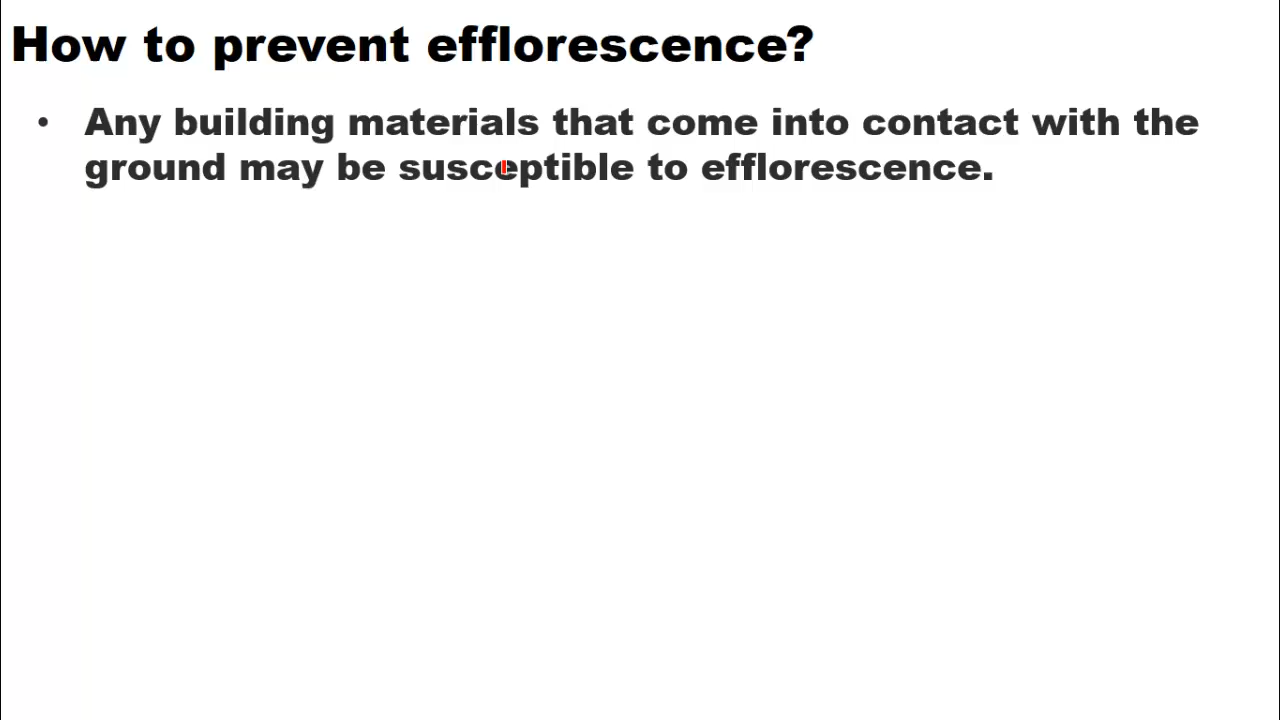 How to prevent efflorescence?
• Any building materials that come into contact with the
ground may be susceptible to efflorescence.